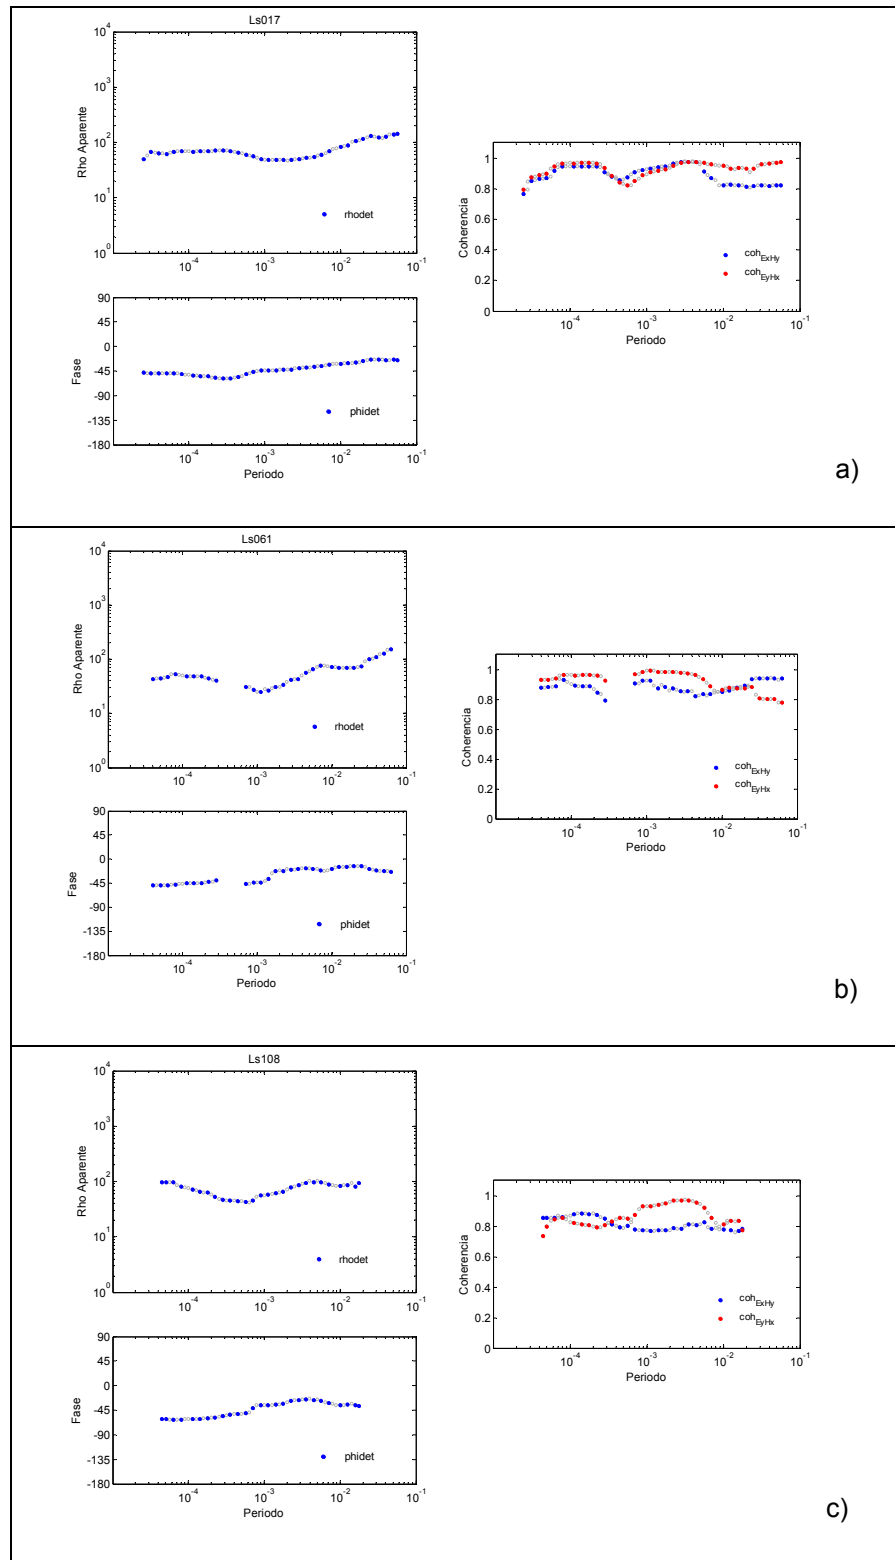 Ls017
10^4
10^3
10^2
10^1
10^0
Rho Aparente
rhodet
10^-4 10^-3 10^-2 10^-1
90
45
0
-45
-90
-135
-180
Fase
phidet
10^-4 10^-3 10^-2 10^-1
Periodo
1
0.8
0.6
0.4
0.2
0
Coherencia
coh_ExHy
coh_EyHx
10^-4 10^-3 10^-2 10^-1
Periodo
a)
Ls061
10^4
10^3
10^2
10^1
10^0
Rho Aparente
rhodet
10^-4 10^-3 10^-2 10^-1
90
45
0
-45
-90
-135
-180
Fase
phidet
10^-4 10^-3 10^-2 10^-1
Periodo
1
0.8
0.6
0.4
0.2
0
Coherencia
coh_ExHy
coh_EyHx
10^-4 10^-3 10^-2 10^-1
Periodo
b)
Ls108
10^4
10^3
10^2
10^1
10^0
Rho Aparente
rhodet
10^-4 10^-3 10^-2 10^-1
90
45
0
-45
-90
-135
-180
Fase
phidet
10^-4 10^-3 10^-2 10^-1
Periodo
1
0.8
0.6
0.4
0.2
0
Coherencia
coh_ExHy
coh_EyHx
10^-4 10^-3 10^-2 10^-1
Periodo
c)